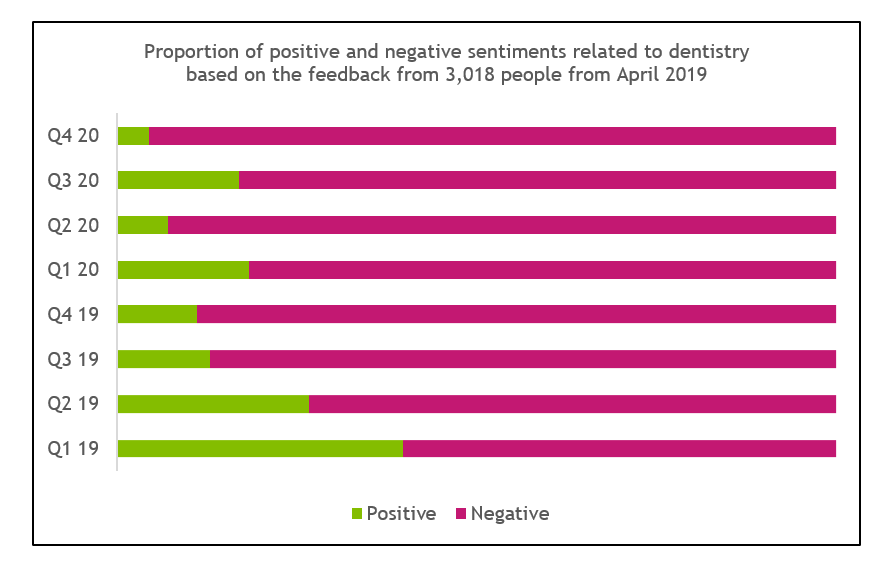 Proportion of positive and negative sentiments related to dentistry
based on the feedback from 3,018 people from April 2019
Q4 20
Q3 20
Q2 20
Q1 20
Q4 19
Q3 19
Q2 19
Q1 19
Positive Negative